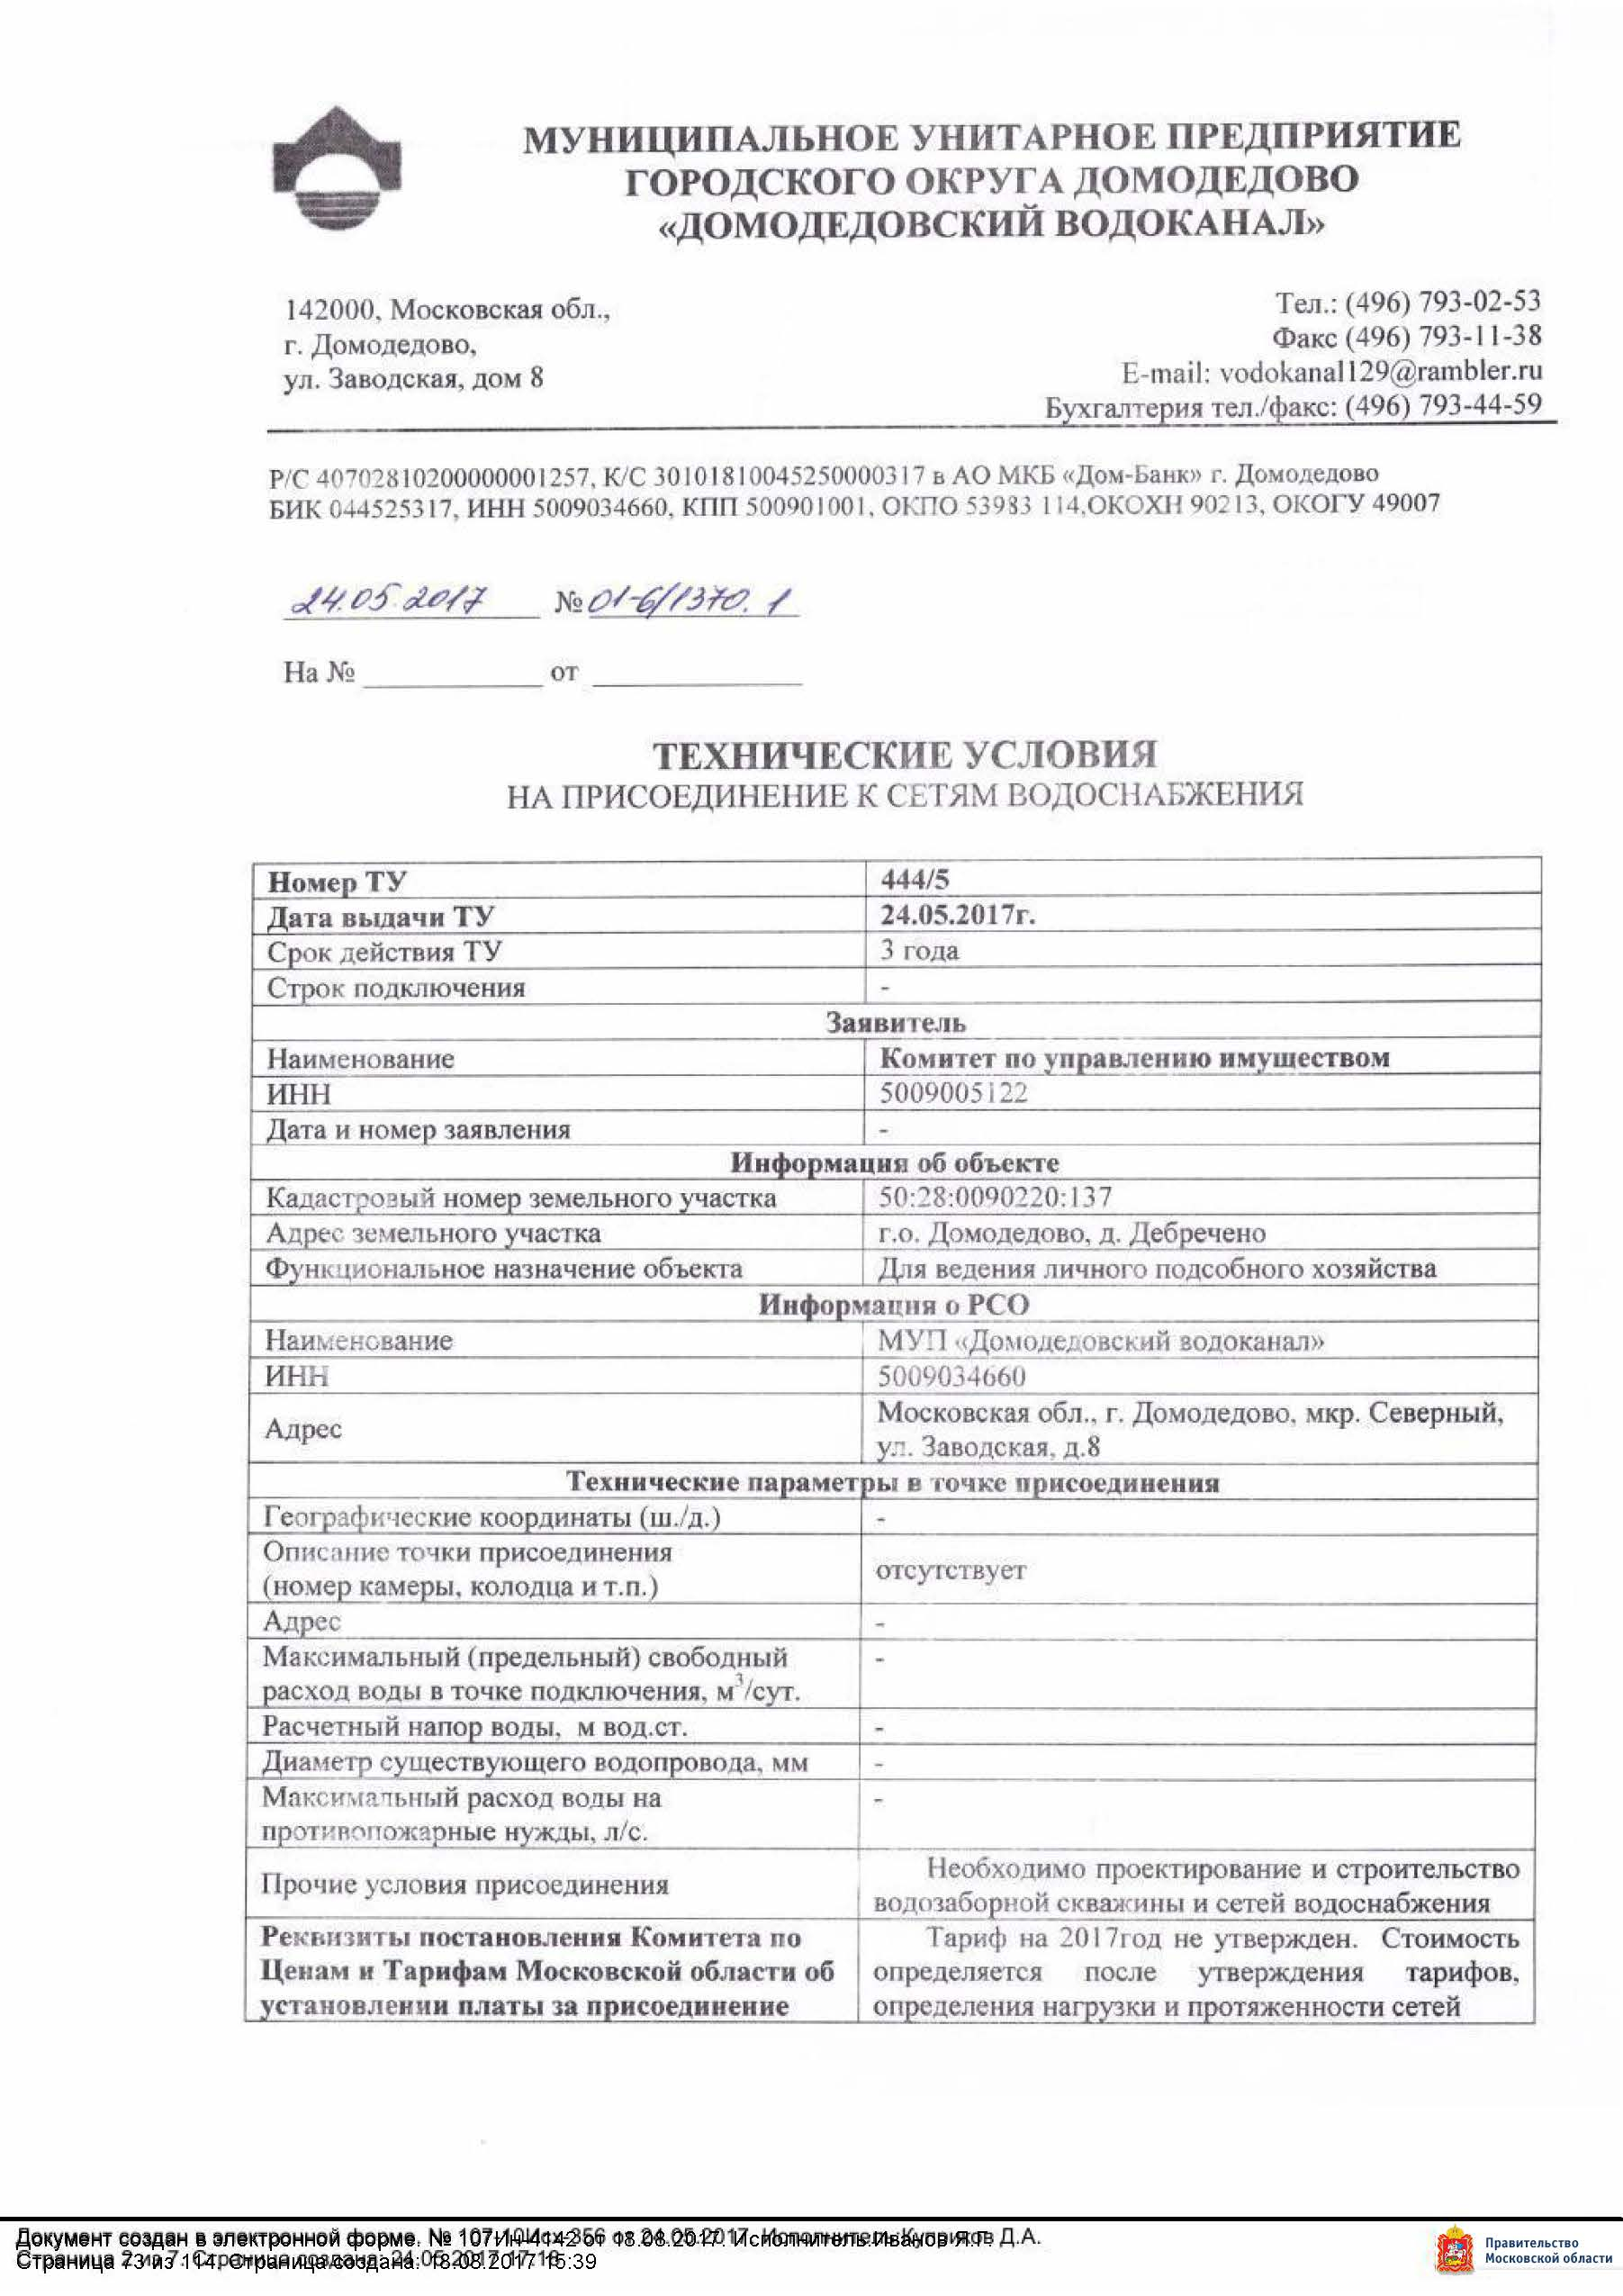 МУНИЦИПАЛЬНОЕ УНИТАРНОЕ ПРЕДПРИЯТИЕ
ГОРОДСКОГО ОКРУГА ДОМОДЕДОВО
«ДОМОДЕДОВСКИЙ ВОДОКАНАЛ»
142000, Московская обл.,
г. Домодедово,
ул. Заводская, дом 8
Тел.: (496) 793-02-53
Факс (496) 793-11-38
E-mail: vodokanal129@rambler.ru
Бухгалтерия тел./факс: (496) 793-44-59
Р/С 40702810200000001257, К/С 30101810045250000317 в АО МКБ «Дом-Банк» г. Домодедово
БИК 044525317, ИНН 5009034660, КПП 500901001, ОКПО 53983 114,ОКОХН 90213, ОКОГУ 49007
24.05.2017 № 01-6/1370.1
На № ____________ от ______________
ТЕХНИЧЕСКИЕ УСЛОВИЯ
НА ПРИСОЕДИНЕНИЕ К СЕТЯМ ВОДОСНАБЖЕНИЯ
Номер ТУ 444/5
Дата выдачи ТУ 24.05.2017г.
Срок действия ТУ 3 года
Строк подключения -
Заявитель
Наименование Комитет по управлению имуществом
ИНН 5009005122
Дата и номер заявления -
Информация об объекте
Кадастровый номер земельного участка 50:28:0090220:137
Адрес земельного участка г.о. Домодедово, д. Дебречено
Функциональное назначение объекта Для ведения личного подсобного хозяйства
Информация о РСО
Наименование МУП «Домодедовский водоканал»
ИНН 5009034660
Адрес Московская обл., г. Домодедово, мкр. Северный,
ул. Заводская, д.8
Технические параметры в точке присоединения
Географические координаты (ш./д.) -
Описание точки присоединения
(номер камеры, колодца и т.п.) отсутствует
Адрес -
Максимальный (предельный) свободный -
расход воды в точке подключения, м³/сут.
Расчетный напор воды, м вод.ст. -
Диаметр существующего водопровода, мм -
Максимальный расход воды на -
противопожарные нужды, л/с.
Прочие условия присоединения Необходимо проектирование и строительство
водозаборной скважины и сетей водоснабжения
Реквизиты постановления Комитета по Тариф на 2017год не утвержден. Стоимость
Ценам и Тарифам Московской области об определяется после утверждения тарифов,
установлении платы за присоединение определения нагрузки и протяженности сетей
Документ создан в электронной форме. №
Д.А.
15:39
Правительство
Московской области